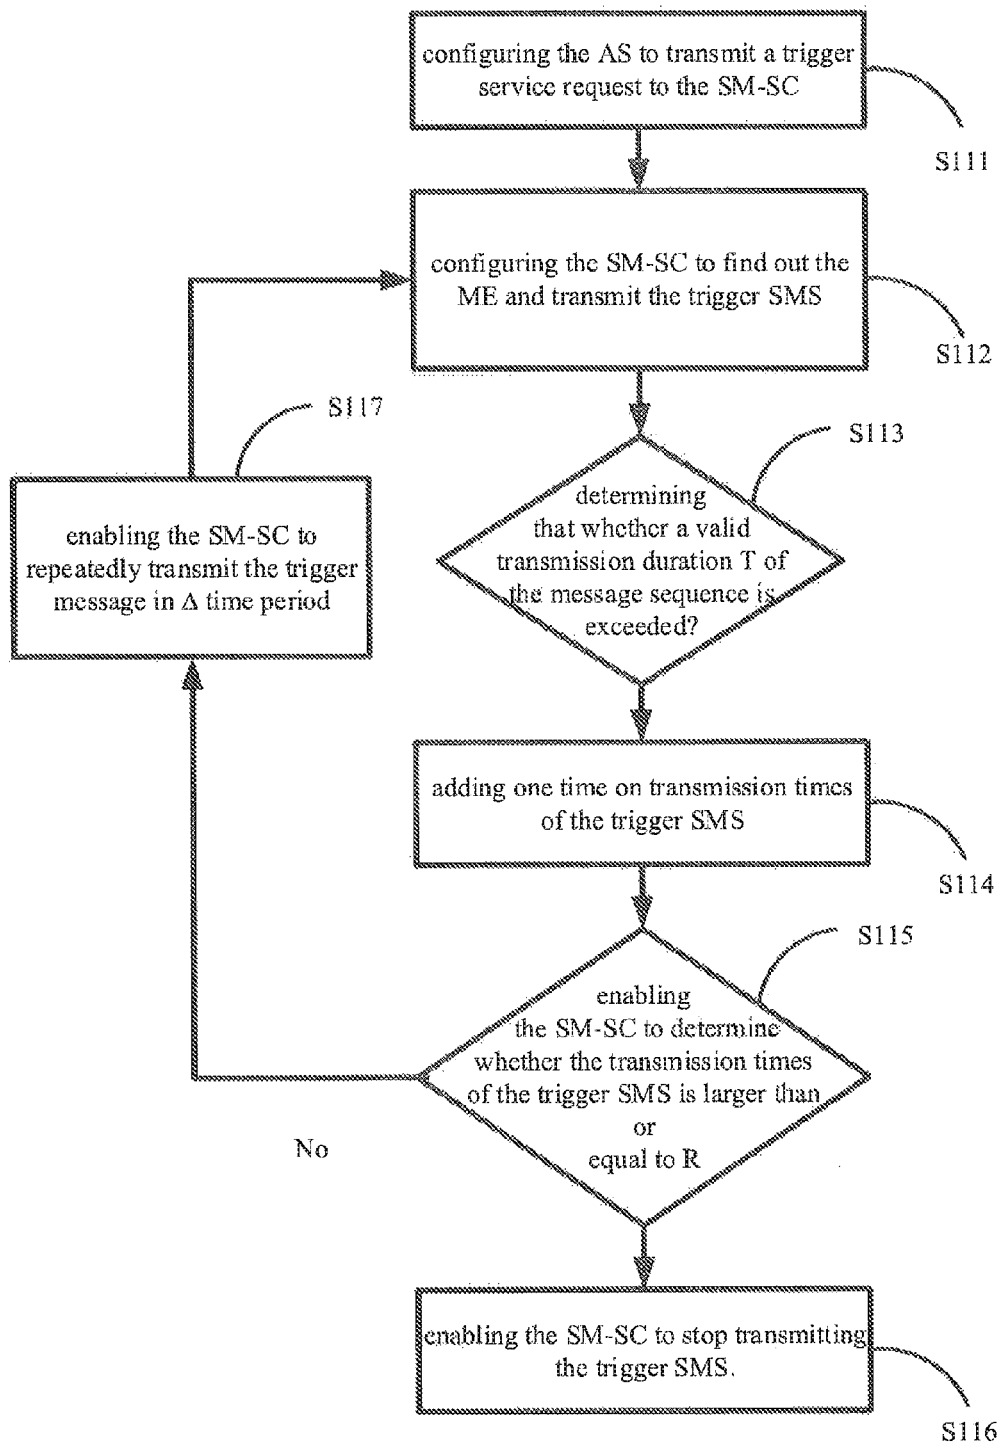 configuring the AS to transmit a trigger
service request to the SM-SC
S111
configuring the SM-SC to find out the
ME and transmit the trigger SMS
S112
S117
enabling the SM-SC to
repeatedly transmit the trigger
message in Δ time period
S113
determining
that whether a valid
transmission duration T of
the message sequence is
exceeded?
adding one time on transmission times
of the trigger SMS
S114
S115
enabling
the SM-SC to determine
whether the transmission times
of the trigger SMS is larger than
or
equal to R
No
enabling the SM-SC to stop transmitting
the trigger SMS.
S116